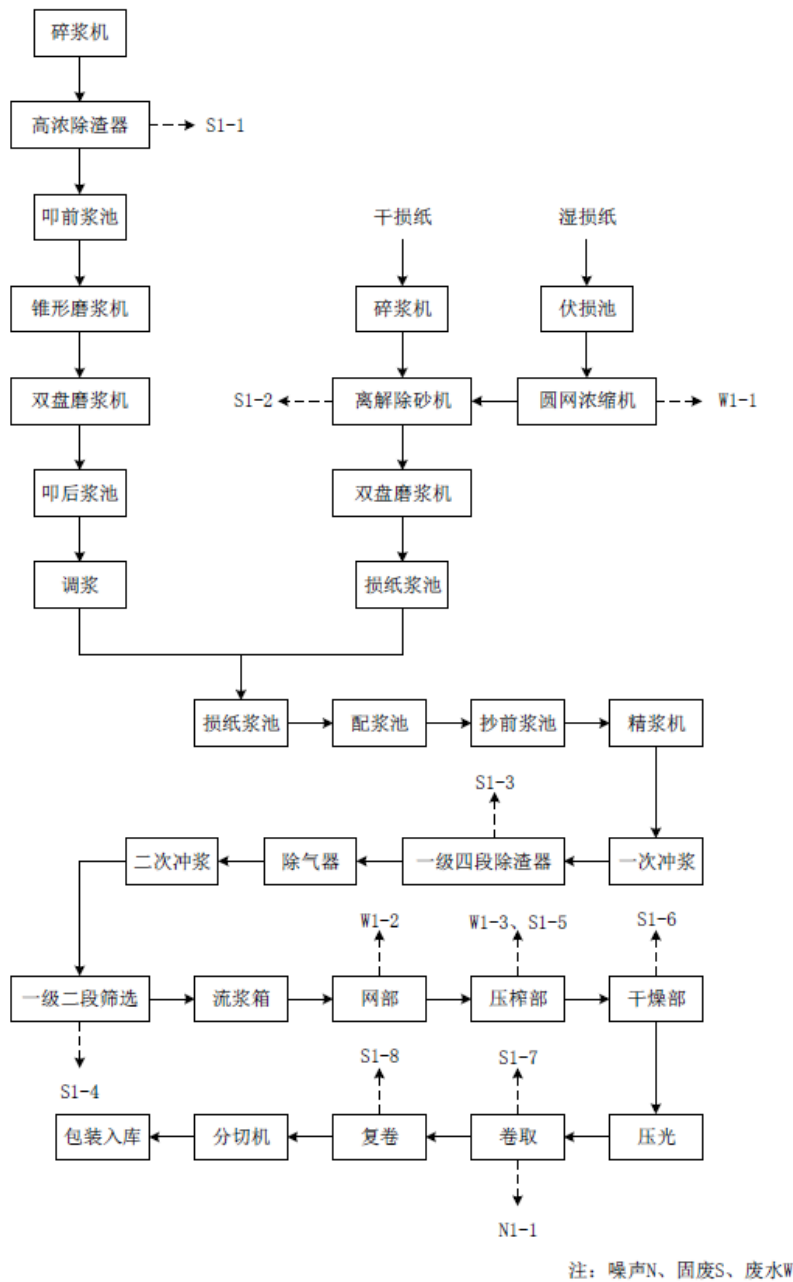 碎浆机
高浓除渣器
S1-1
叩前浆池
干损纸
湿损纸
锥形磨浆机
碎浆机
伏损池
双盘磨浆机
S1-2
离解除砂机
圆网浓缩机
W1-1
叩后浆池
双盘磨浆机
调浆
损纸浆池
损纸浆池
配浆池
抄前浆池
精浆机
S1-3
二次冲浆
除气器
一级四段除渣器
一次冲浆
W1-2
W1-3、S1-5
S1-6
一级二段筛选
流浆箱
网部
压榨部
干燥部
S1-4
S1-8
S1-7
包装入库
分切机
复卷
卷取
压光
N1-1
注：噪声N、固废S、废水W